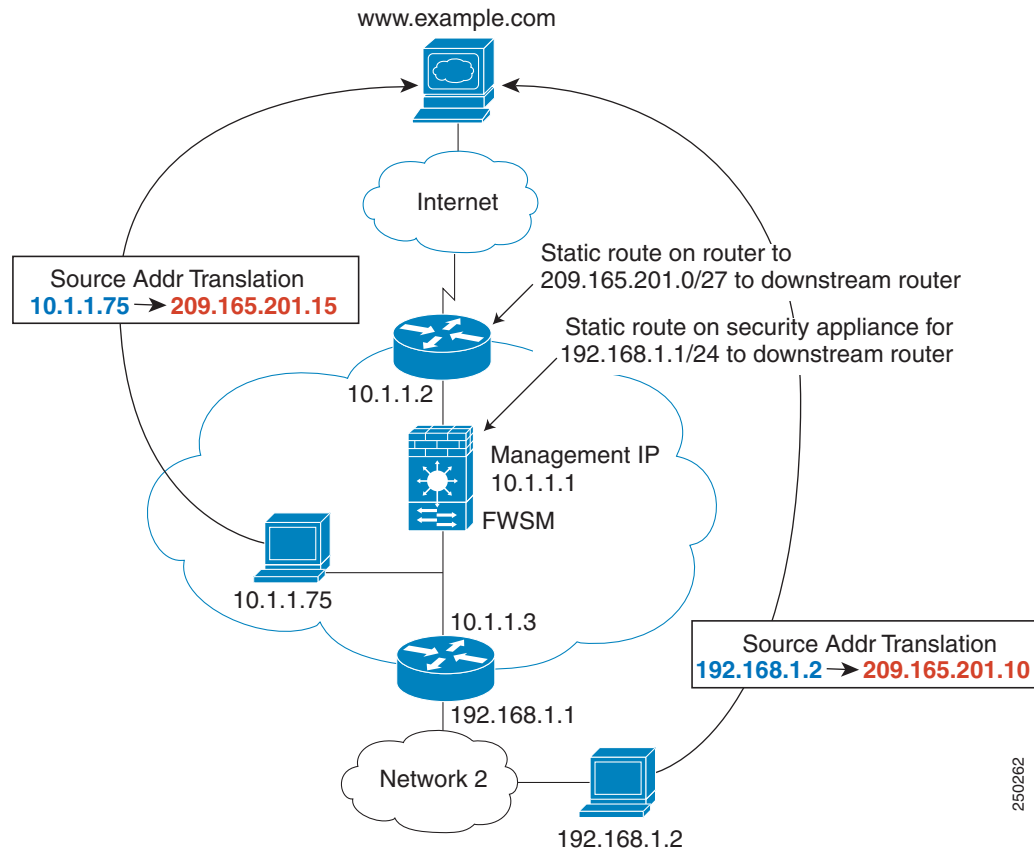 www.example.com
Internet
Static route on router to
209.165.201.0/27 to downstream router
Source Addr Translation
10.1.1.75 → 209.165.201.15
Static route on security appliance for
192.168.1.1/24 to downstream router
10.1.1.2
Management IP
10.1.1.1
FWSM
10.1.1.75
10.1.1.3
Source Addr Translation
192.168.1.2 → 209.165.201.10
192.168.1.1
Network 2
192.168.1.2
250262